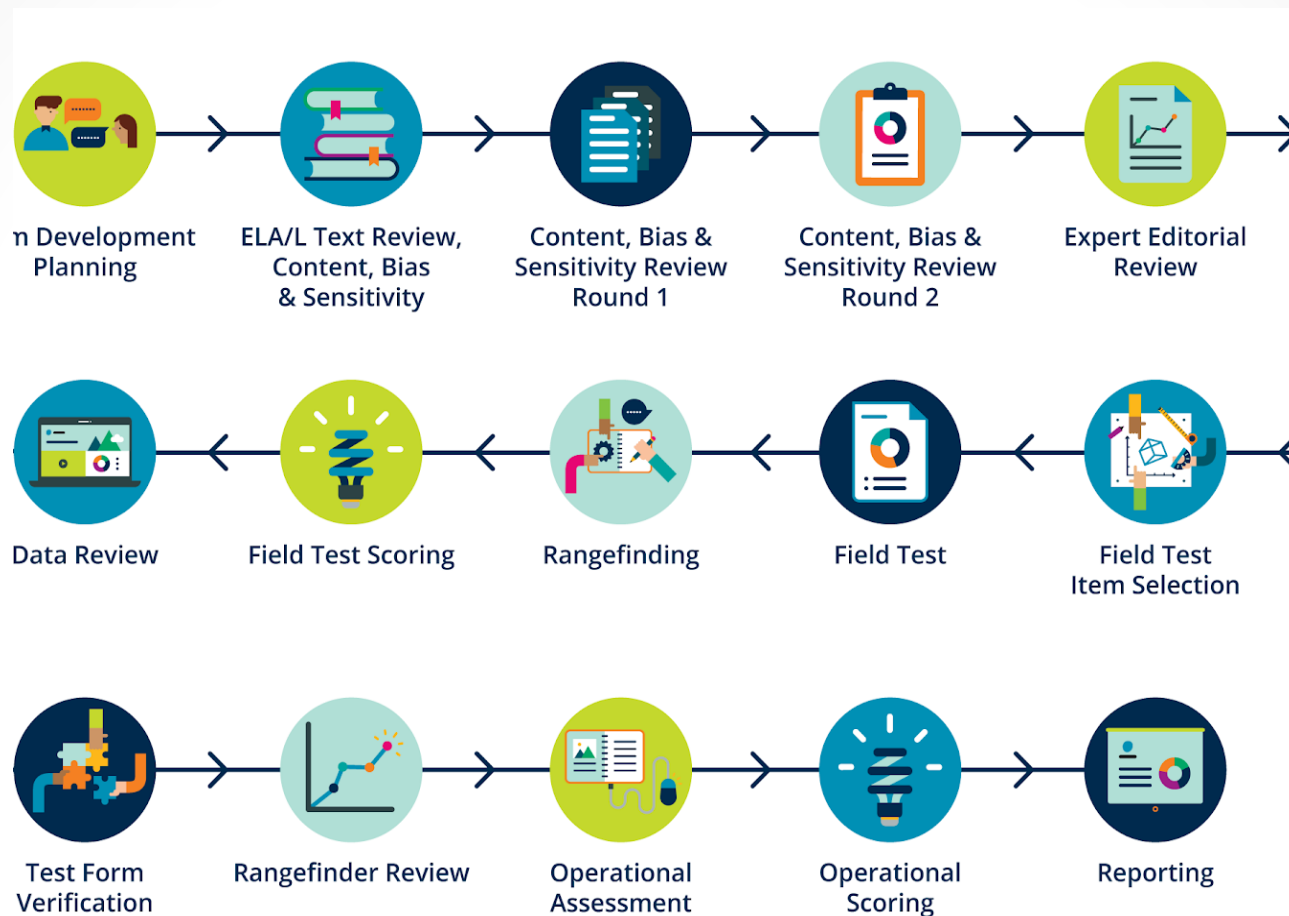 m Development
Planning
ELA/L Text Review,
Content, Bias
& Sensitivity
Content, Bias &
Sensitivity Review
Round 1
Content, Bias &
Sensitivity Review
Round 2
Expert Editorial
Review
Data Review
Field Test Scoring
Rangefinding
Field Test
Field Test
Item Selection
Test Form
Verification
Rangefinder Review
Operational
Assessment
Operational
Scoring
Reporting